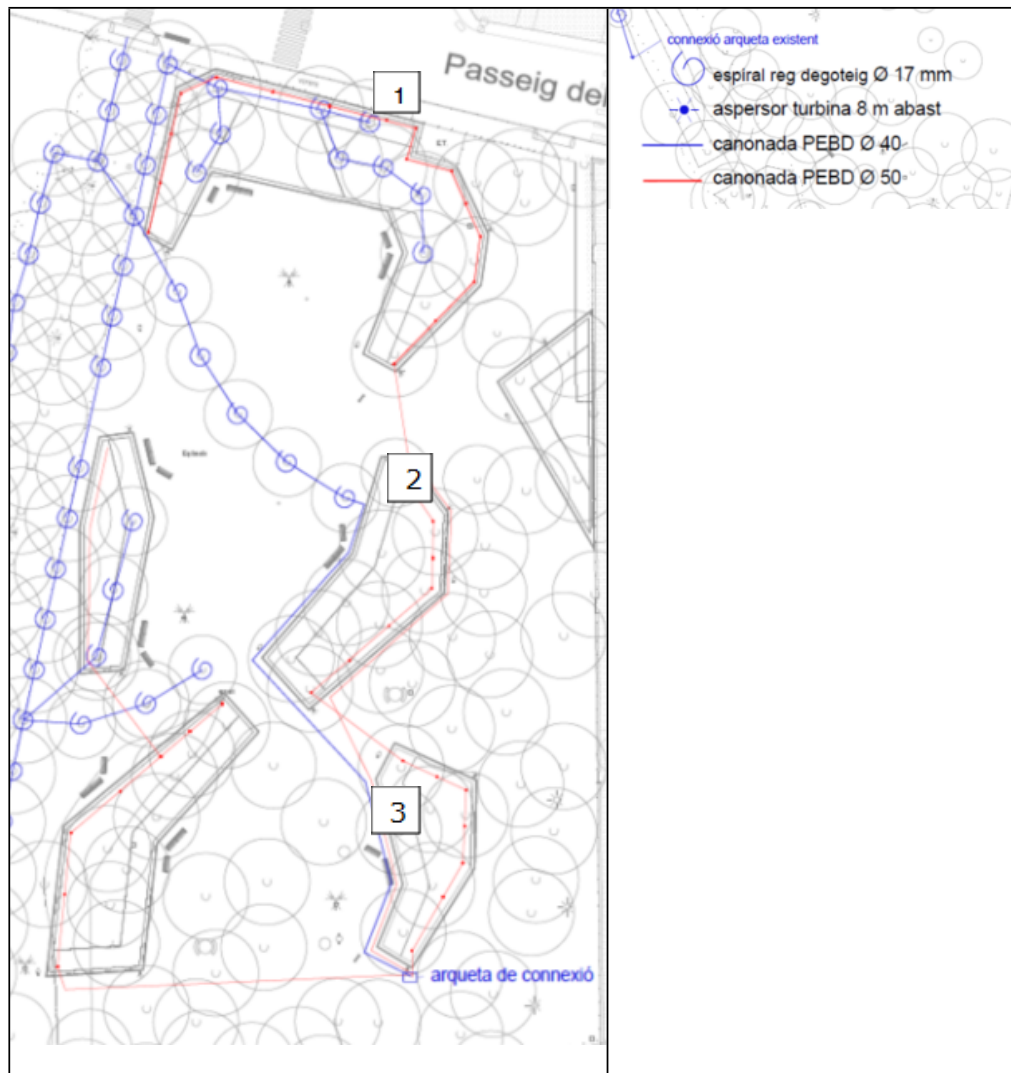 Passeig de
1
2
3
arqueta de connexió
connexió arqueta existent
espiral reg degoteig Ø 17 mm
aspersor turbina 8 m abast
canonada PEBD Ø 40
canonada PEBD Ø 50